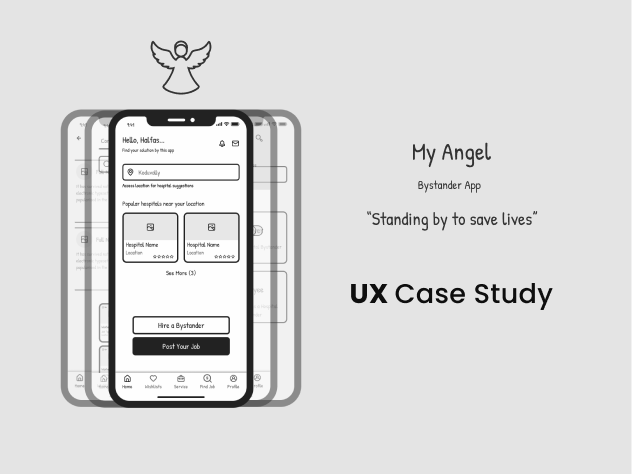 9:41
Hello, Halfas...
Find your solution by this app
Kodavally
Access Location for hospital suggestions
Popular hospitals near your location
Hospital Name
Location
Hospital Name
Location
See More (3)
Hire a Bystander
Post Your Job
Home
Wishlists
Service
Find Job
Profile
My Angel
Bystander App
“Standing by to save lives”
UX Case Study